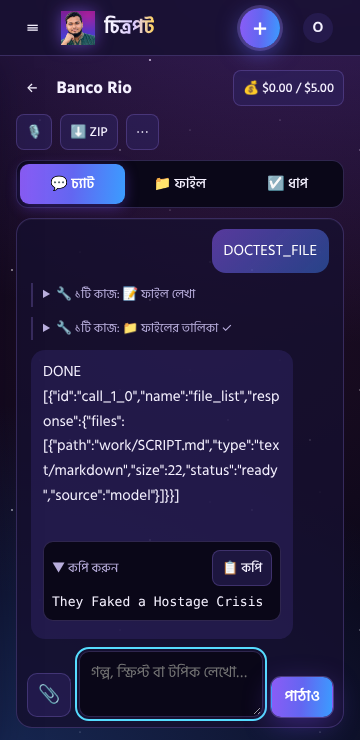 ≡ চিত্রপট + O
← Banco Rio 💰 $0.00 / $5.00
🎙️ ⬇️ ZIP ⋯
💬 চ্যাট 📁 ফাইল ☑️ ধাপ
DOCTEST_FILE
▶ 🔧 ১টি কাজ: 📝 ফাইল লেখা
▶ 🔧 ১টি কাজ: 📁 ফাইলের তালিকা ✓
DONE
[{"id":"call_1_0","name":"file_list","resp
onse":{"files":
[{"path":"work/SCRIPT.md","type":"tex
t/markdown","size":22,"status":"ready
","source":"model"}]}}]
▼ কপি করুন 📋 কপি
They Faked a Hostage Crisis
📎 গল্প, স্ক্রিপ্ট বা টপিক লেখো... পাঠাও